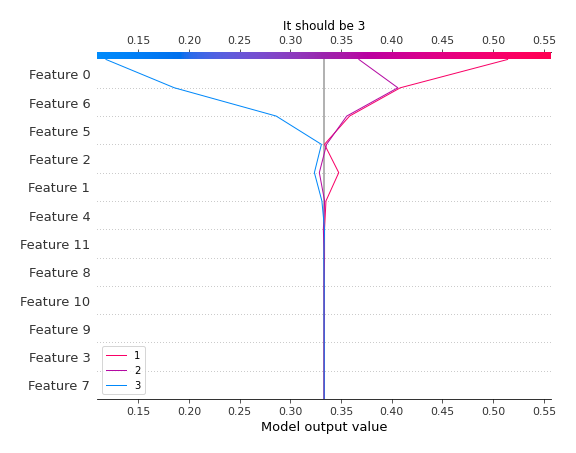 It should be 3
0.15 0.20 0.25 0.30 0.35 0.40 0.45 0.50 0.55
Feature 0
Feature 6
Feature 5
Feature 2
Feature 1
Feature 4
Feature 11
Feature 8
Feature 10
Feature 9
Feature 3
Feature 7
1
2
3
0.15 0.20 0.25 0.30 0.35 0.40 0.45 0.50 0.55
Model output value